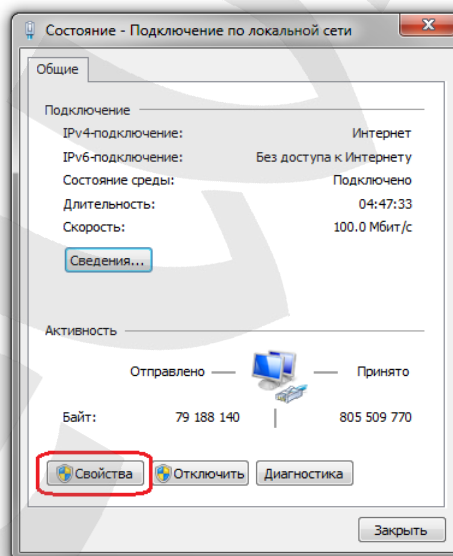 Состояние - Подключение по локальной сети
Общие
Подключение
IPv4-подключение: Интернет
IPv6-подключение: Без доступа к Интернету
Состояние среды: Подключено
Длительность: 04:47:33
Скорость: 100.0 Мбит/с
Сведения...
Активность
Отправлено — — Принято
Байт: 79 188 140 | 805 509 770
Свойства Отключить Диагностика
Закрыть